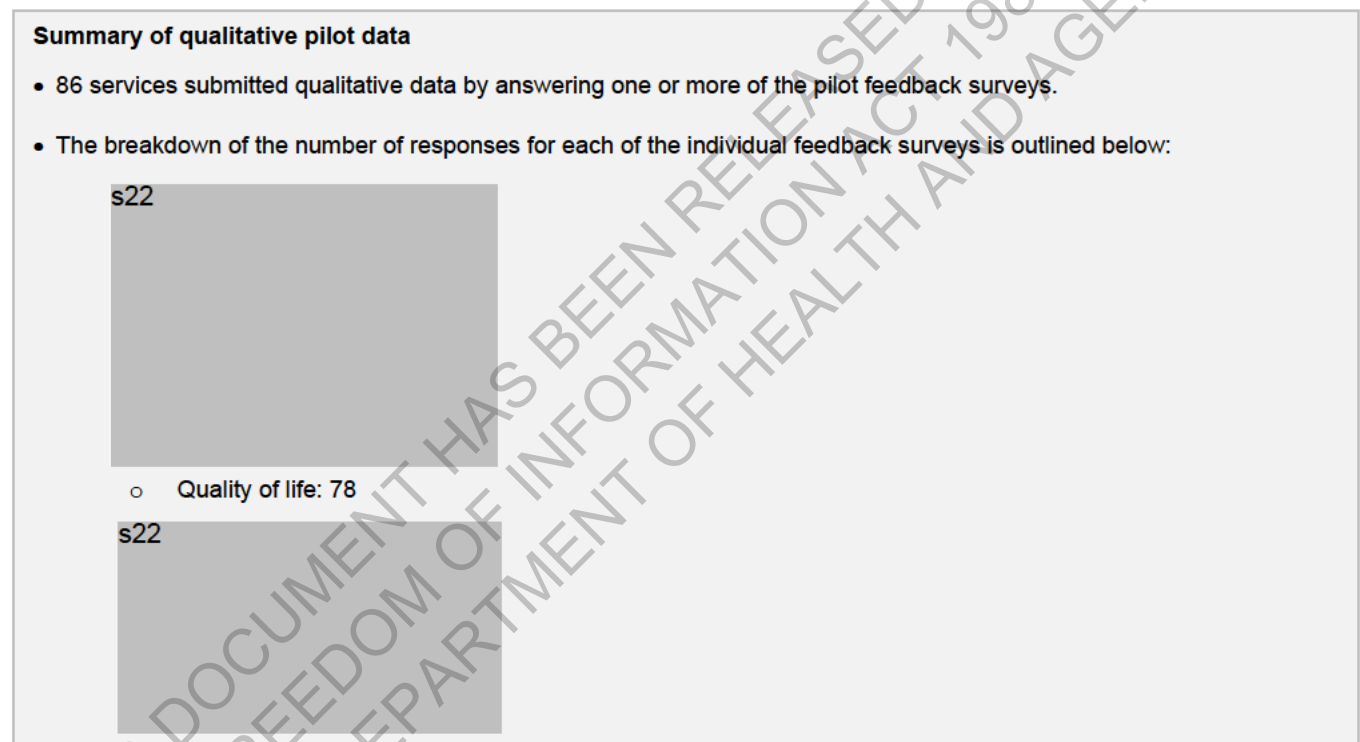 Summary of qualitative pilot data
• 86 services submitted qualitative data by answering one or more of the pilot feedback surveys.
• The breakdown of the number of responses for each of the individual feedback surveys is outlined below:
s22
o Quality of life: 78
s22
DOCUMENT HAS BEEN RELEASED
FREEDOM OF INFORMATION ACT 198
DEPARTMENT OF HEALTH AND AGE